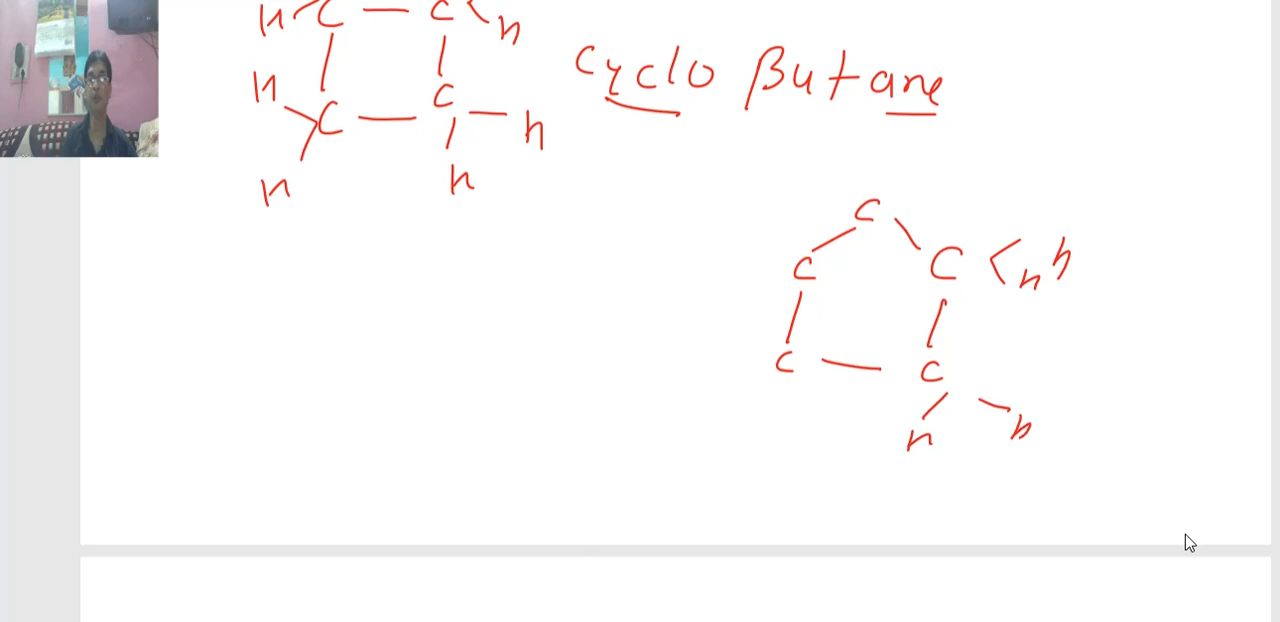 H C — C H
H
C — C — H
H H
Cyclo Butane
C
C C < H H
C — C
H H